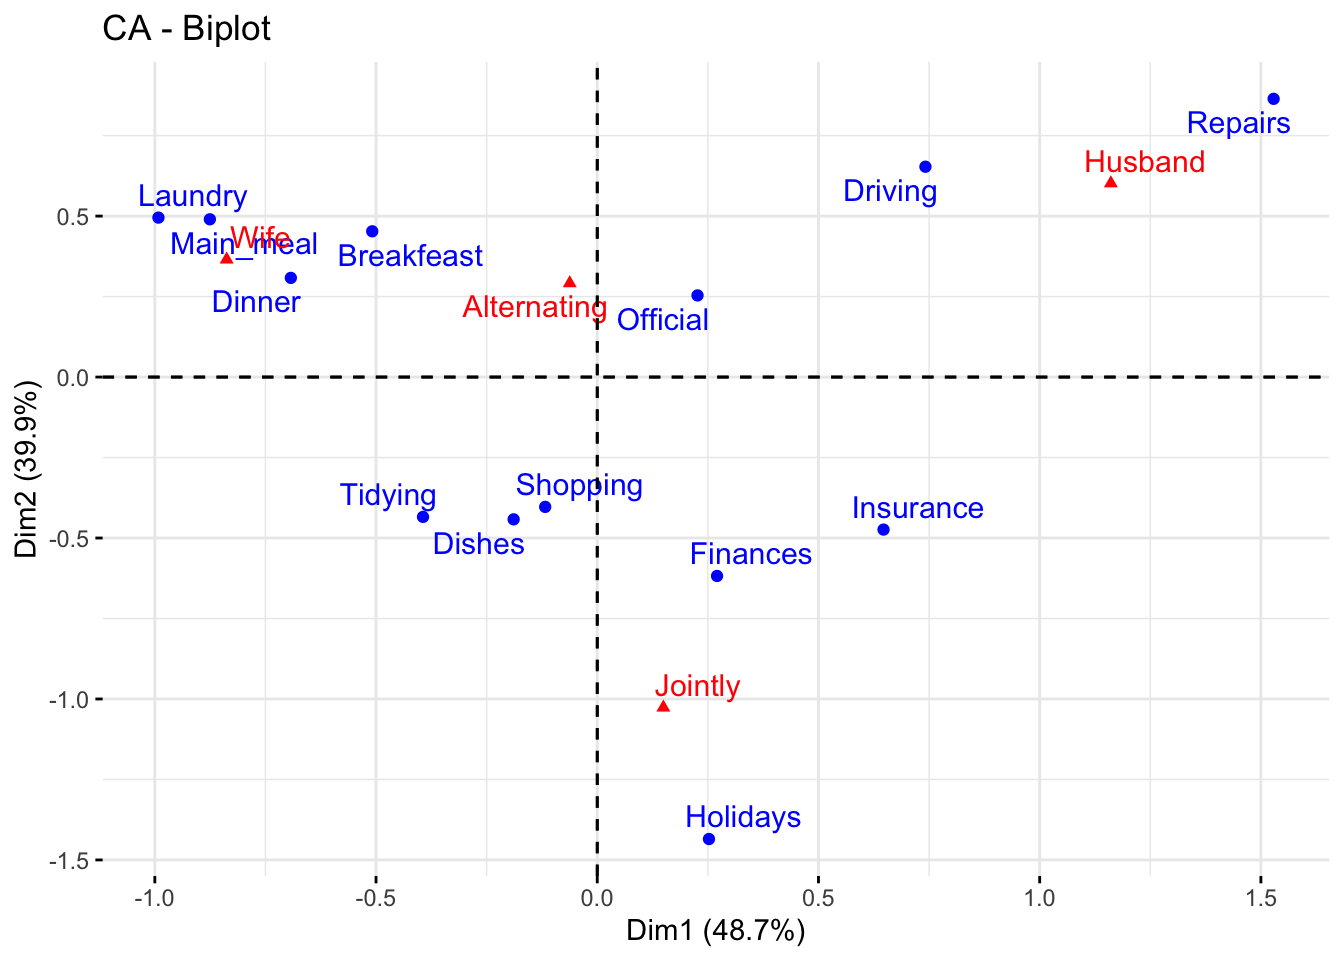 CA - Biplot
Repairs
Husband
Driving
Laundry
Wife
Main_meal
Breakfeast
Dinner
Alternating
Official
Shopping
Tidying
Dishes
Insurance
Finances
Jointly
Holidays
0.5
0.0
-0.5
-1.0
-1.5
Dim2 (39.9%)
-1.0
-0.5
0.0
0.5
1.0
1.5
Dim1 (48.7%)